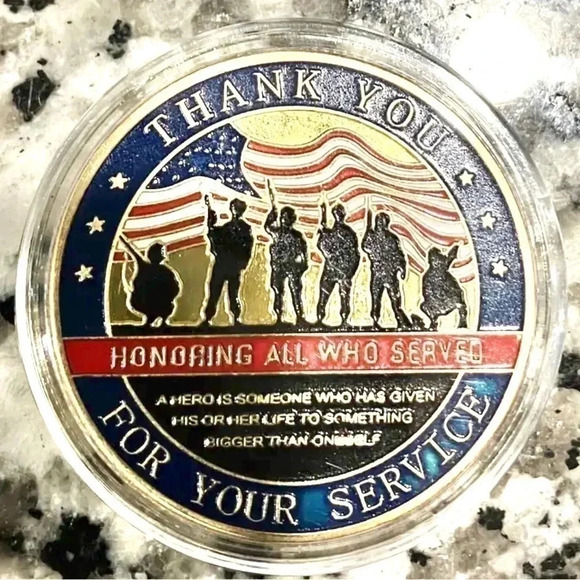 THANK YOU
HONORING ALL WHO SERVED
A HERO IS SOMEONE WHO HAS GIVEN
HIS OR HER LIFE TO SOMETHING
BIGGER THAN ONESELF
FOR YOUR SERVICE